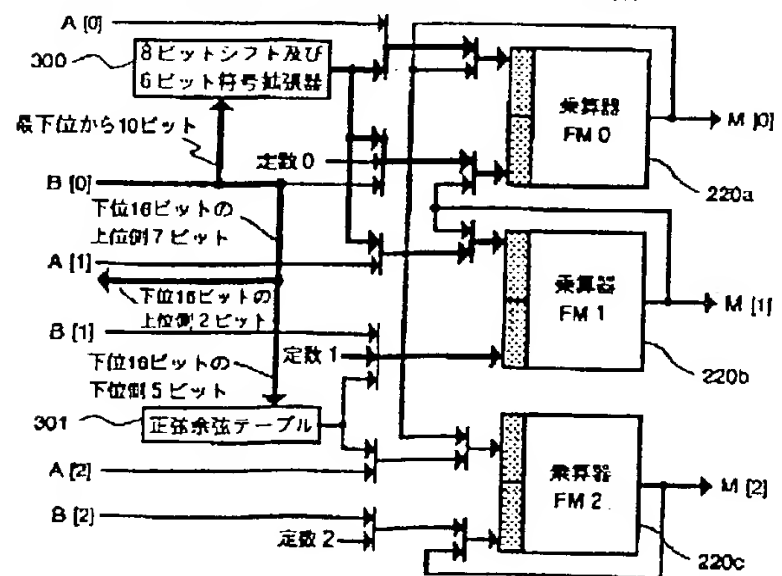 A [0]
300
8ビットシフト及び
6ビット符号拡張器
乗算器
FM 0
M [0]
最下位から10ビット
定数 0
B [0]
220a
下位16ビットの
上位側7ビット
A [1]
乗算器
FM 1
M [1]
下位16ビットの
上位側2ビット
B [1]
定数 1
下位16ビットの
下位側5ビット
220b
301
正弦余弦テーブル
A [2]
乗算器
FM 2
M [2]
B [2]
定数 2
220c